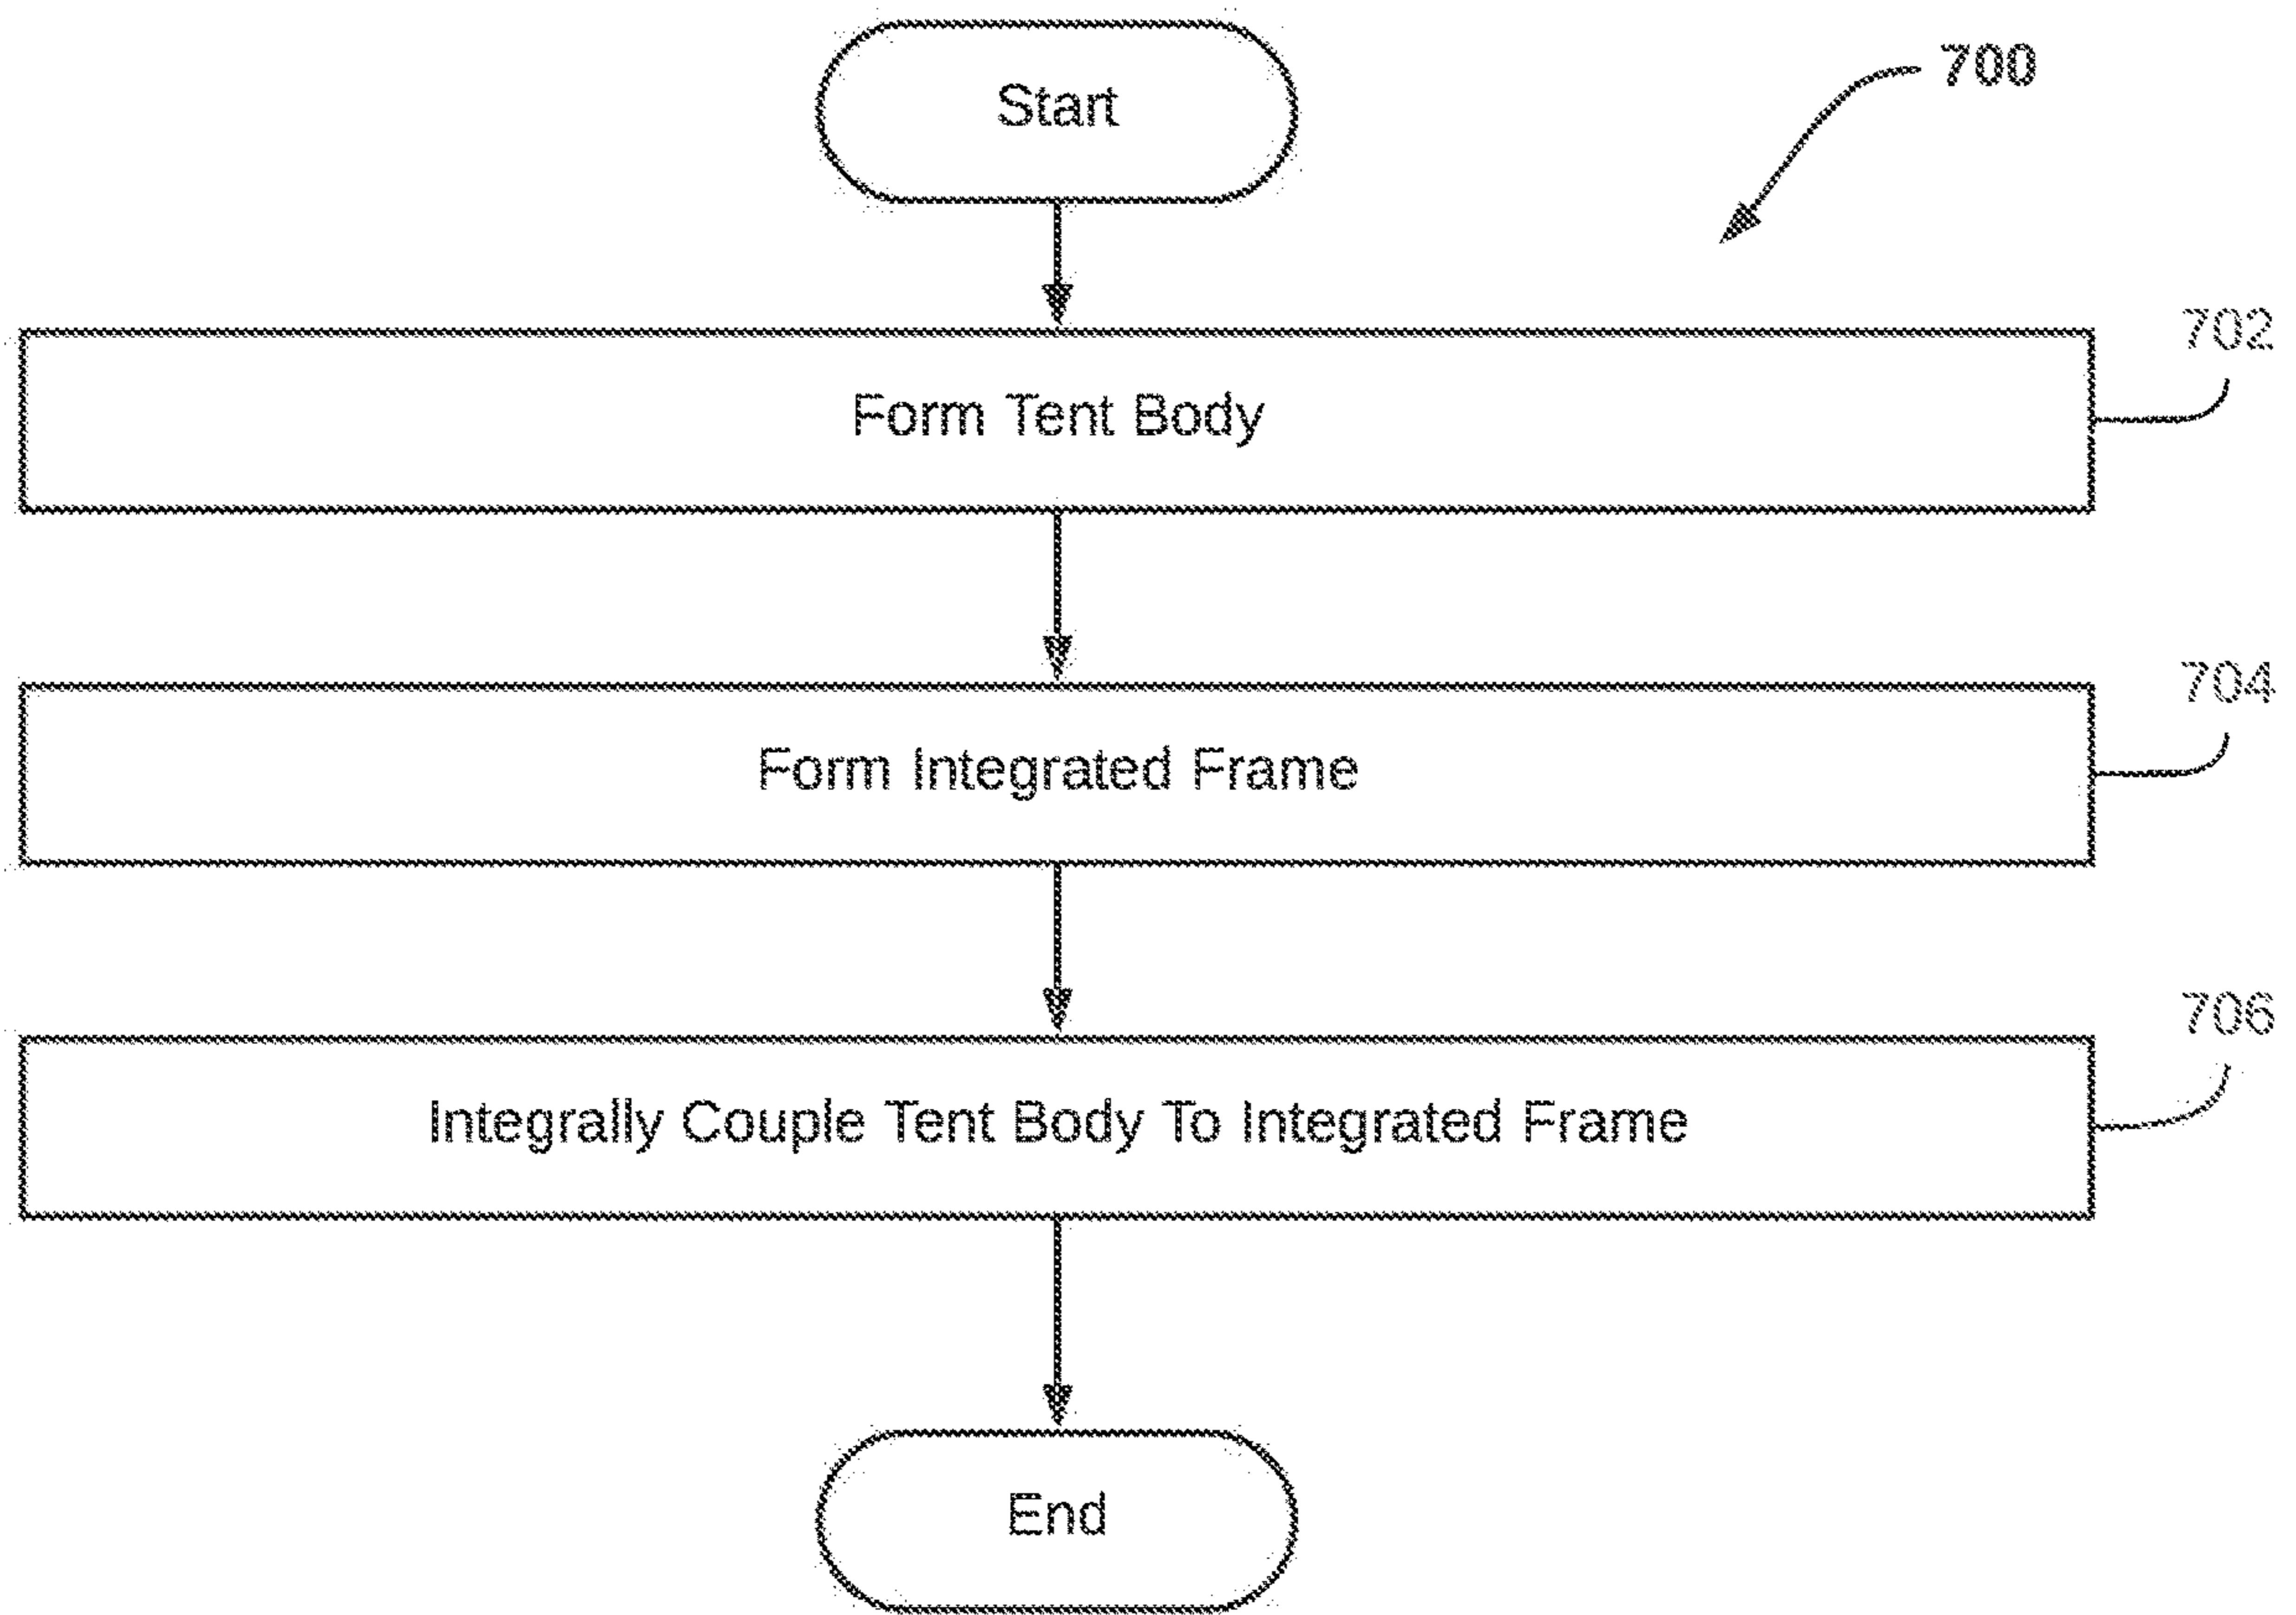 Start
700
702
Form Tent Body
704
Form Integrated Frame
706
Integrally Couple Tent Body To Integrated Frame
End